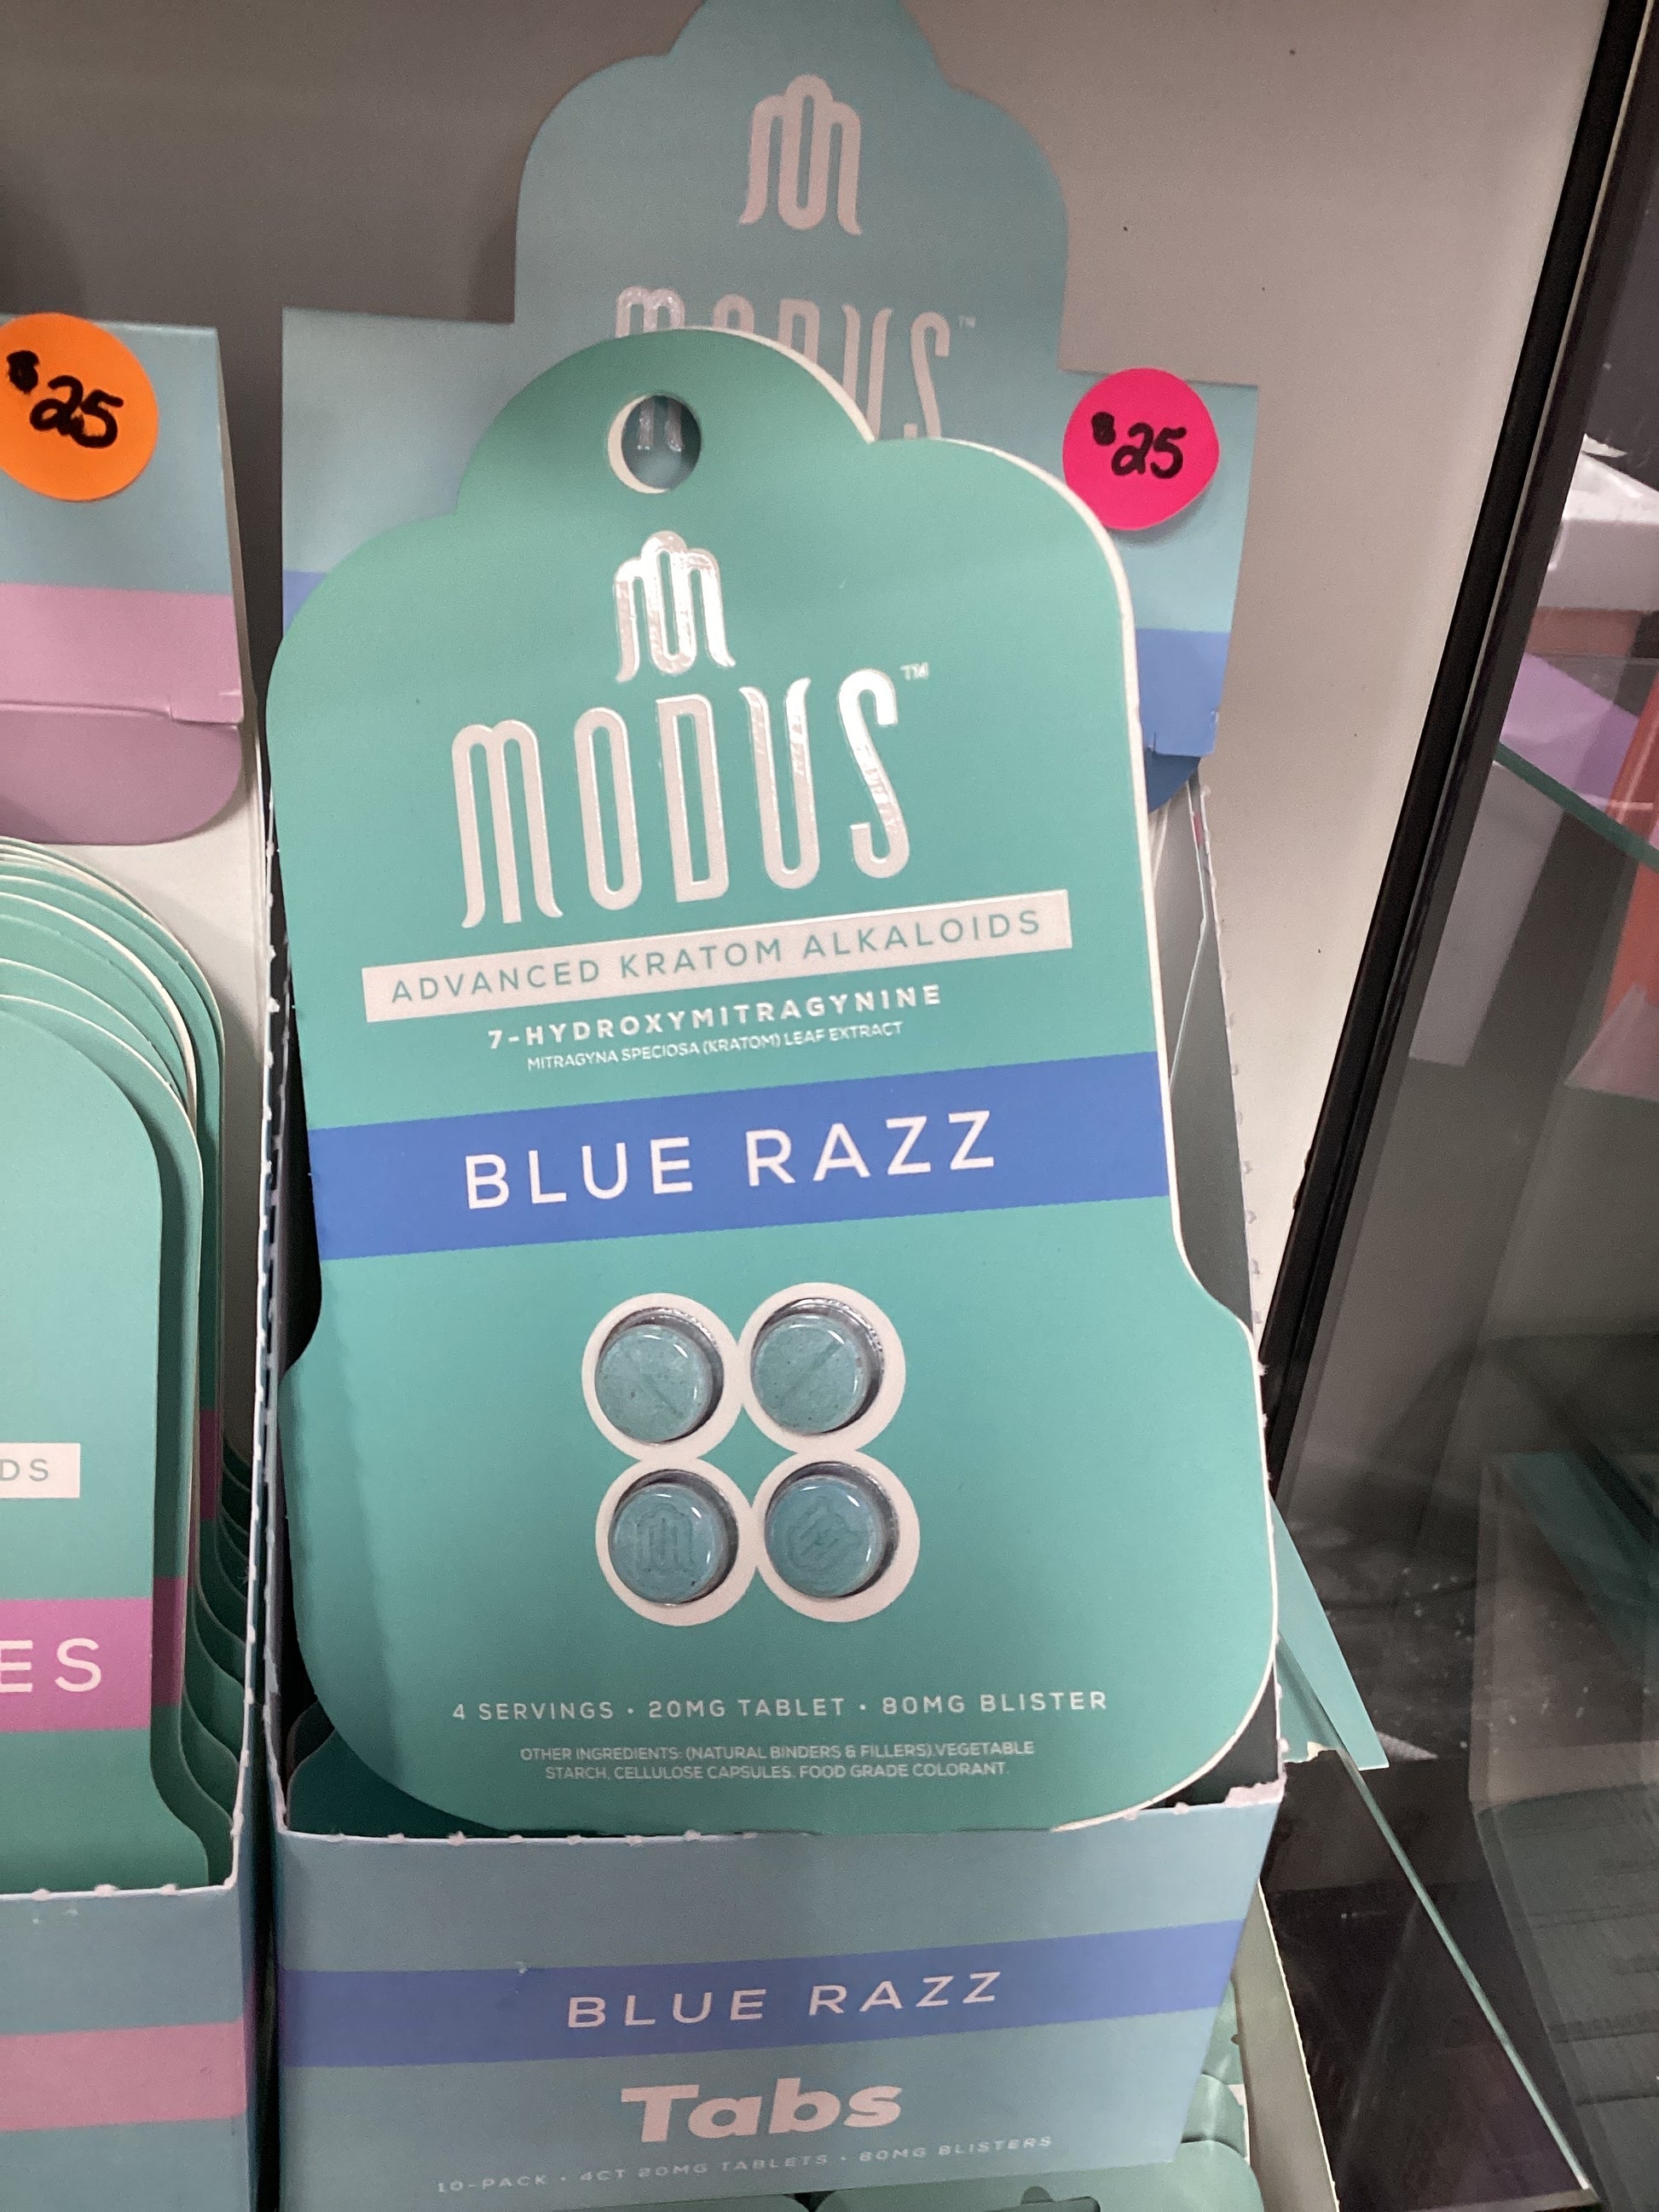 MODUS™
$25
$25
MODUS™
ADVANCED KRATOM ALKALOIDS
7-HYDROXYMITRAGYNINE
MITRAGYNA SPECIOSA (KRATOM) LEAF EXTRACT
BLUE RAZZ
DS
ES
4 SERVINGS • 20MG TABLET • 80MG BLISTER
OTHER INGREDIENTS: (NATURAL BINDERS & FILLERS).VEGETABLE
STARCH, CELLULOSE CAPSULES. FOOD GRADE COLORANT.
BLUE RAZZ
Tabs
10-PACK • 4CT 20MG TABLETS • 80MG BLISTERS